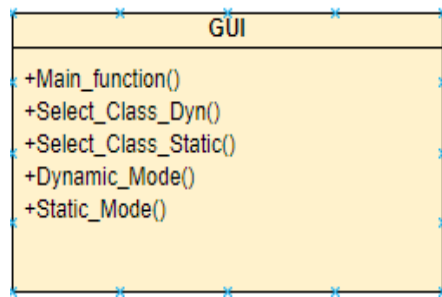 GUI
+Main_function()
+Select_Class_Dyn()
+Select_Class_Static()
+Dynamic_Mode()
+Static_Mode()